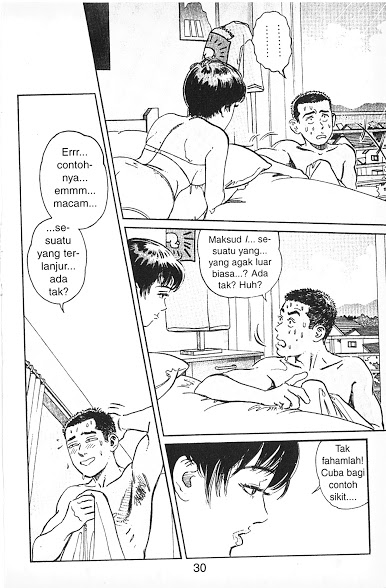 ............
Maksud I... se-
suatu yang...
yang agak luar
biasa...? Ada
tak? Huh?
Tak
fahamlah!
Cuba bagi
contoh
sikit....
Errr...
contoh-
nya...
emmm...
macam...
...se-
suatu
yang ter-
lanjur...
ada
tak?
30